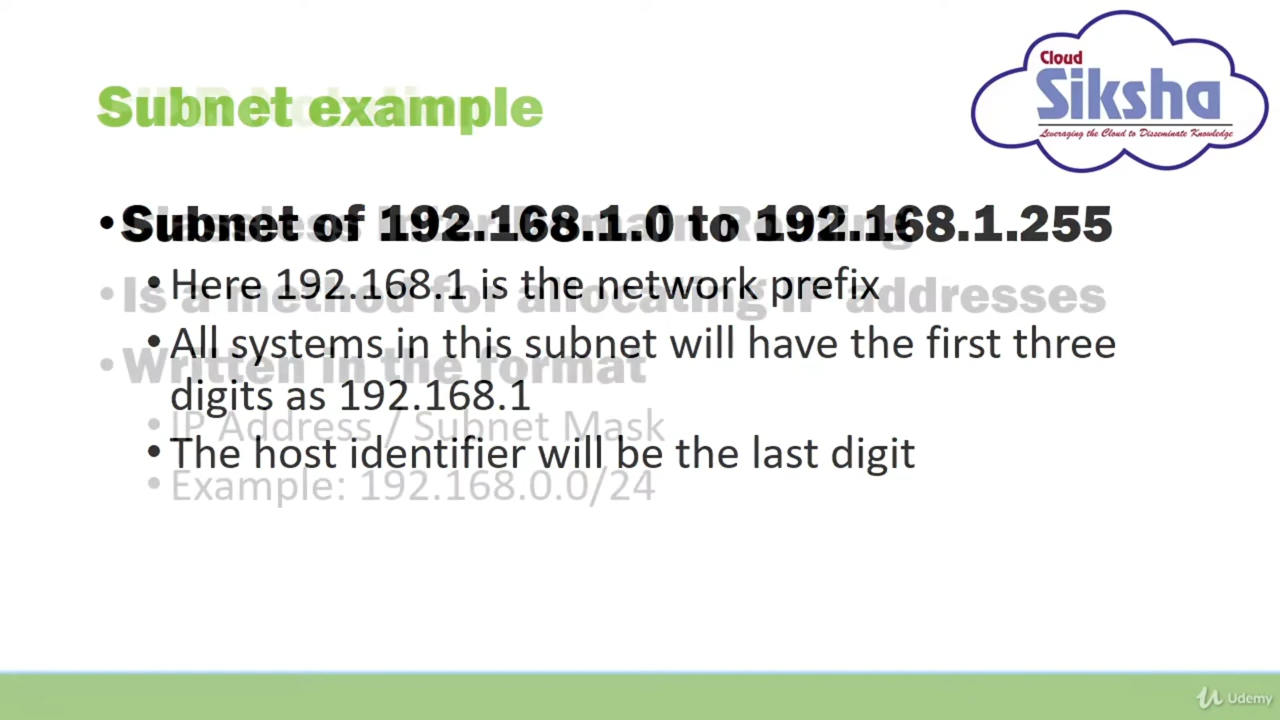 Cloud
Siksha
Leveraging the Cloud to Disseminate Knowledge
Subnet example
• Subnet of 192.168.1.0 to 192.168.1.255
• Here 192.168.1 is the network prefix
• All systems in this subnet will have the first three
digits as 192.168.1
• The host identifier will be the last digit
• Is a method for allocating IP addresses
• Written in the format
• IP Address / Subnet Mask
• Example: 192.168.0.0/24
Udemy